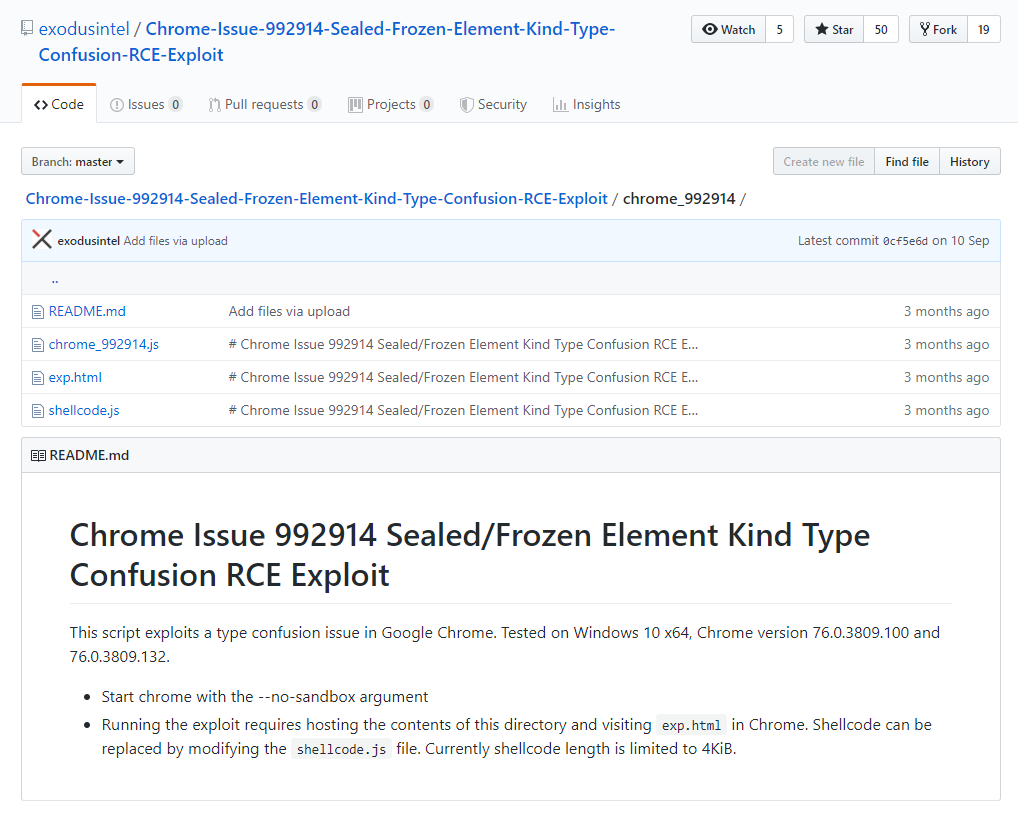 exodusintel / Chrome-Issue-992914-Sealed-Frozen-Element-Kind-Type-
Confusion-RCE-Exploit
Watch 5 Star 50 Fork 19
Code Issues 0 Pull requests 0 Projects 0 Security Insights
Branch: master Create new file Find file History
Chrome-Issue-992914-Sealed-Frozen-Element-Kind-Type-Confusion-RCE-Exploit / chrome_992914 /
exodusintel Add files via upload Latest commit 0cf5e6d on 10 Sep
..
README.md Add files via upload 3 months ago
chrome_992914.js # Chrome Issue 992914 Sealed/Frozen Element Kind Type Confusion RCE E... 3 months ago
exp.html # Chrome Issue 992914 Sealed/Frozen Element Kind Type Confusion RCE E... 3 months ago
shellcode.js # Chrome Issue 992914 Sealed/Frozen Element Kind Type Confusion RCE E... 3 months ago
README.md
Chrome Issue 992914 Sealed/Frozen Element Kind Type
Confusion RCE Exploit
This script exploits a type confusion issue in Google Chrome. Tested on Windows 10 x64, Chrome version 76.0.3809.100 and
76.0.3809.132.
• Start chrome with the --no-sandbox argument
• Running the exploit requires hosting the contents of this directory and visiting exp.html in Chrome. Shellcode can be
replaced by modifying the shellcode.js file. Currently shellcode length is limited to 4KiB.